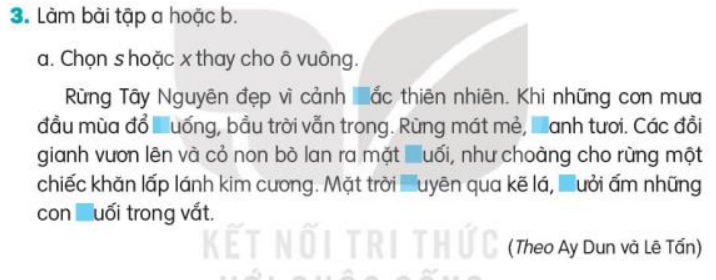 3. Làm bài tập a hoặc b.
a. Chọn s hoặc x thay cho ô vuông.
Rừng Tây Nguyên đẹp vì cảnh □ắc thiên nhiên. Khi những cơn mưa
đầu mùa đổ □uống, bầu trời vẫn trong. Rừng mát mẻ, □anh tươi. Các đồi
gianh vươn lên và cỏ non bò lan ra mặt □uối, như choàng cho rừng một
chiếc khăn lấp lánh kim cương. Mặt trời □uyên qua kẽ lá, □ưởi ấm những
con □uối trong vắt.
KẾT NỐI TRI THỨC
(Theo Ay Dun và Lê Tấn)